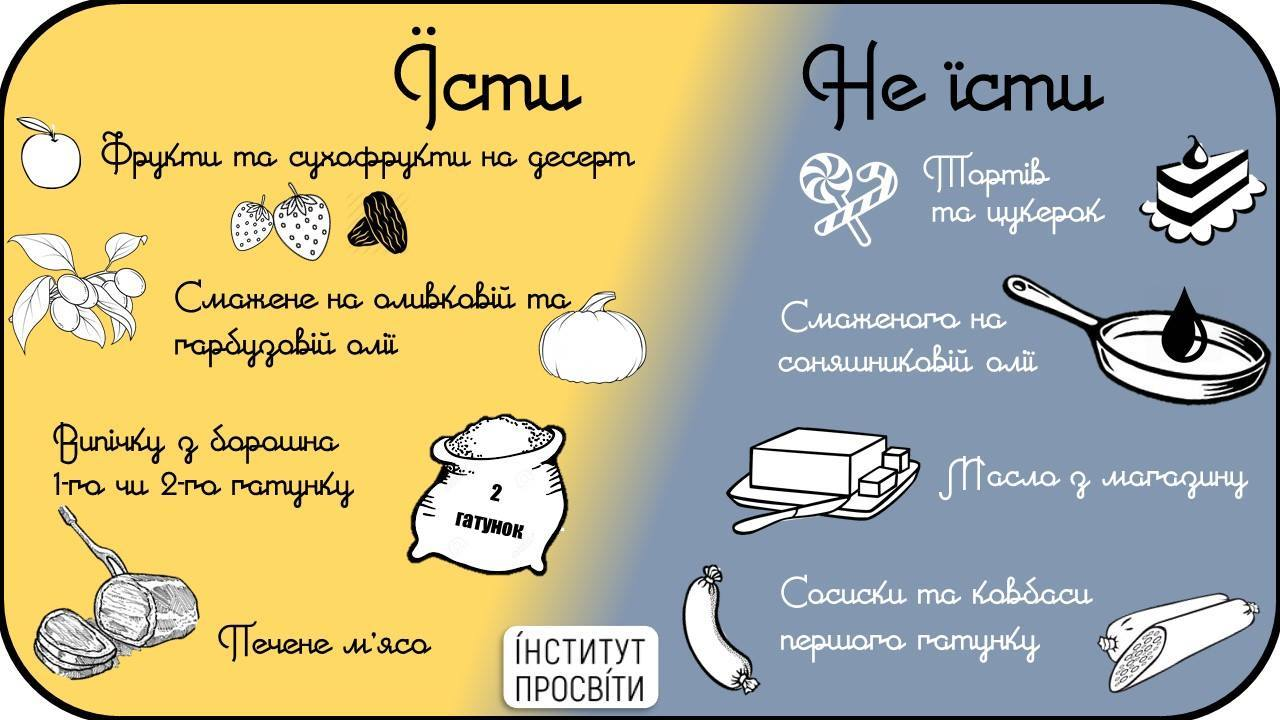 Їсти
Фрукти та сухофрукти на десерт
Смажене на оливковій та
гарбузовій олії
Випічку з борошна
1-го чи 2-го гатунку
2
гатунок
Печене м'ясо
Не їсти
Тортів
та цукерок
Смаженого на
соняшниковій олії
Масло з магазину
Сосиски та ковбаси
першого гатунку
ІНСТИТУТ
ПРОСВІТИ